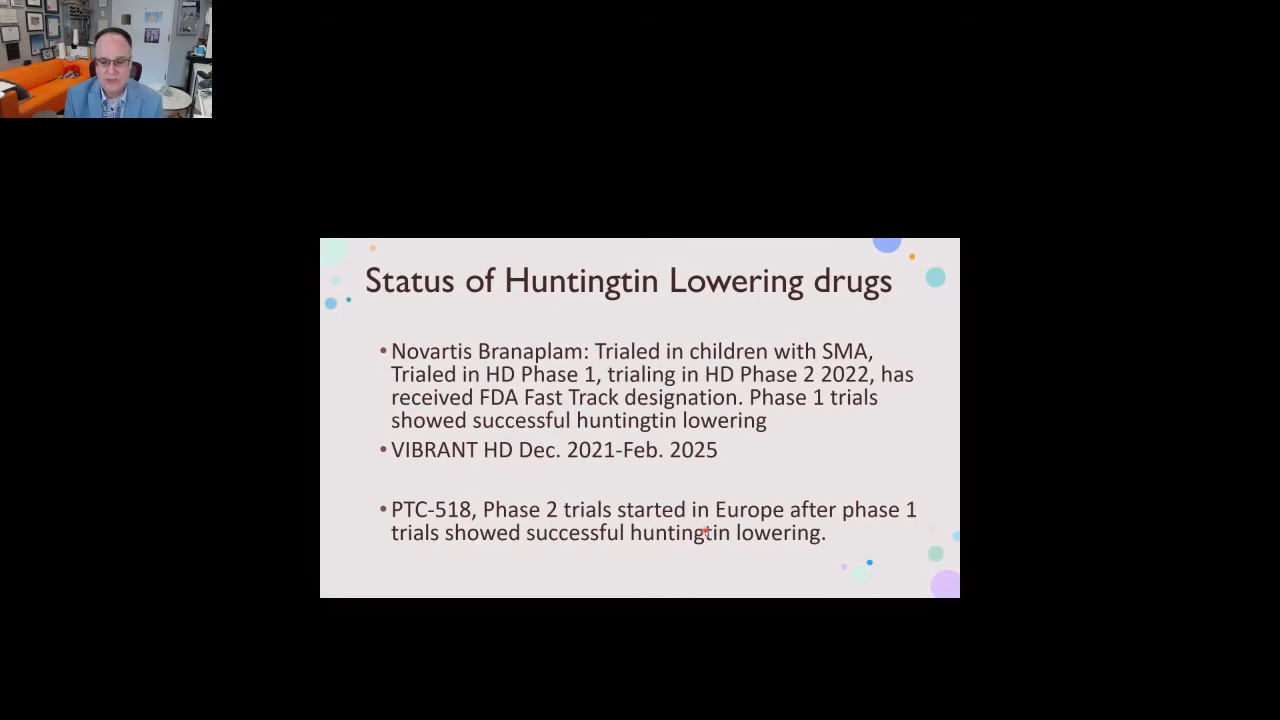 Status of Huntingtin Lowering drugs
• Novartis Branaplam: Trialed in children with SMA,
Trialed in HD Phase 1, trialing in HD Phase 2 2022, has
received FDA Fast Track designation. Phase 1 trials
showed successful huntingtin lowering
• VIBRANT HD Dec. 2021-Feb. 2025
• PTC-518, Phase 2 trials started in Europe after phase 1
trials showed successful huntingtin lowering.